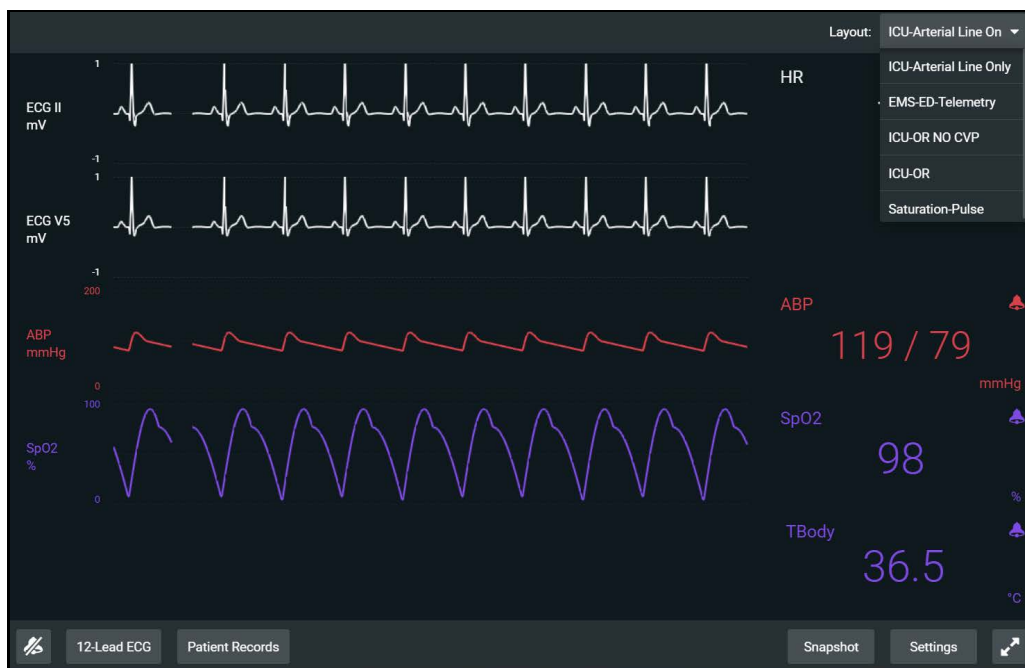 Layout: ICU-Arterial Line On
ICU-Arterial Line Only
EMS-ED-Telemetry
ICU-OR NO CVP
ICU-OR
Saturation-Pulse
HR
1
ECG II
mV
-1
1
ECG V5
mV
-1
200
ABP
mmHg
0
100
SpO2
%
0
ABP
119 / 79
mmHg
SpO2
98
%
TBody
36.5
°C
12-Lead ECG
Patient Records
Snapshot
Settings